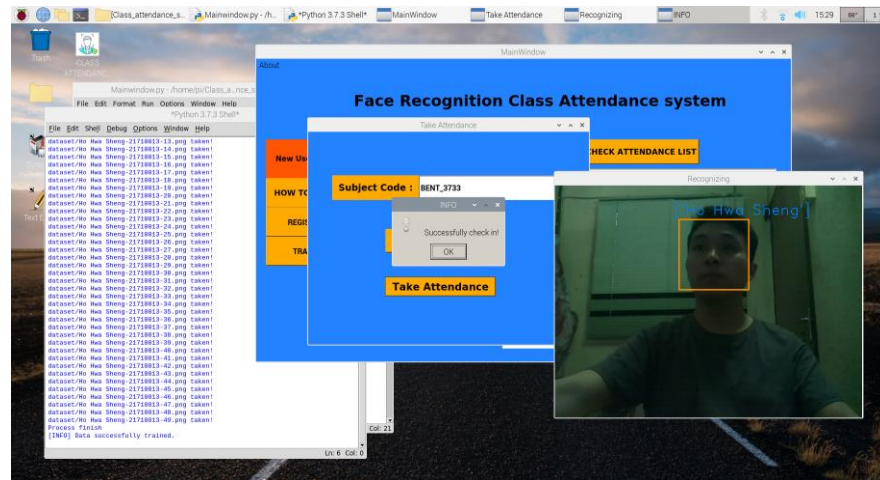 [Class_attendance_s...
Mainwindow.py - /h...
*Python 3.7.3 Shell*
MainWindow
Take Attendance
Recognizing
INFO
15:29
Trash
CLASS
ATTENDANC...
Mainwindow.py - /home/pi/Class_a...nce_s
File Edit Format Run Options Window Help
*Python 3.7.3 Shell*
File Edit Shell Debug Options Window Help
dataset/Ho Hwa Sheng-21710013-13.png taken!
dataset/Ho Hwa Sheng-21710013-14.png taken!
dataset/Ho Hwa Sheng-21710013-15.png taken!
dataset/Ho Hwa Sheng-21710013-16.png taken!
dataset/Ho Hwa Sheng-21710013-17.png taken!
dataset/Ho Hwa Sheng-21710013-18.png taken!
dataset/Ho Hwa Sheng-21710013-19.png taken!
dataset/Ho Hwa Sheng-21710013-20.png taken!
dataset/Ho Hwa Sheng-21710013-21.png taken!
dataset/Ho Hwa Sheng-21710013-22.png taken!
dataset/Ho Hwa Sheng-21710013-23.png taken!
dataset/Ho Hwa Sheng-21710013-24.png taken!
dataset/Ho Hwa Sheng-21710013-25.png taken!
dataset/Ho Hwa Sheng-21710013-26.png taken!
dataset/Ho Hwa Sheng-21710013-27.png taken!
dataset/Ho Hwa Sheng-21710013-28.png taken!
dataset/Ho Hwa Sheng-21710013-29.png taken!
dataset/Ho Hwa Sheng-21710013-30.png taken!
dataset/Ho Hwa Sheng-21710013-31.png taken!
dataset/Ho Hwa Sheng-21710013-32.png taken!
dataset/Ho Hwa Sheng-21710013-33.png taken!
dataset/Ho Hwa Sheng-21710013-34.png taken!
dataset/Ho Hwa Sheng-21710013-35.png taken!
dataset/Ho Hwa Sheng-21710013-36.png taken!
dataset/Ho Hwa Sheng-21710013-37.png taken!
dataset/Ho Hwa Sheng-21710013-38.png taken!
dataset/Ho Hwa Sheng-21710013-39.png taken!
dataset/Ho Hwa Sheng-21710013-40.png taken!
dataset/Ho Hwa Sheng-21710013-41.png taken!
dataset/Ho Hwa Sheng-21710013-42.png taken!
dataset/Ho Hwa Sheng-21710013-43.png taken!
dataset/Ho Hwa Sheng-21710013-44.png taken!
dataset/Ho Hwa Sheng-21710013-45.png taken!
dataset/Ho Hwa Sheng-21710013-46.png taken!
dataset/Ho Hwa Sheng-21710013-47.png taken!
dataset/Ho Hwa Sheng-21710013-48.png taken!
dataset/Ho Hwa Sheng-21710013-49.png taken!
Process finish
[INFO] Data successfully trained.
Ln: 6 Col: 0
Col: 21
MainWindow
About
Face Recognition Class Attendance system
New Us
HOW TO
REGIS
TRA
CHECK ATTENDANCE LIST
Take Attendance
Subject Code :
BENT_3733
Take Attendance
INFO
Successfully check in!
OK
Recognizing
['Ho Hwa Sheng']